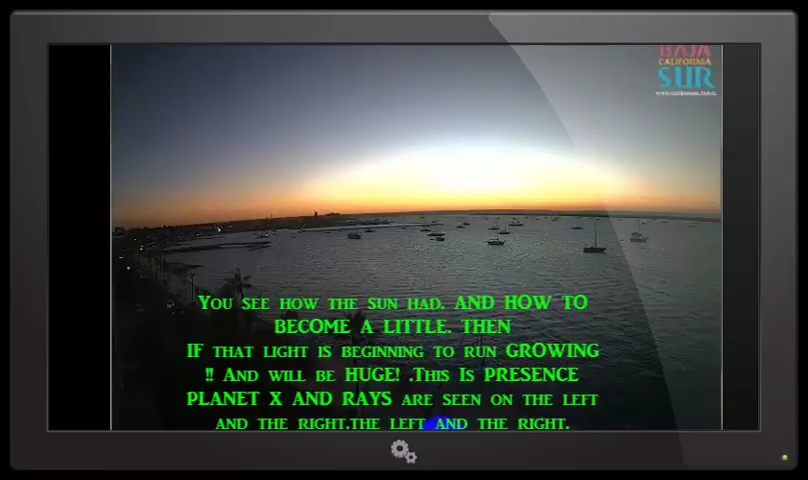 BAJA
CALIFORNIA
SUR
YOU SEE HOW THE SUN HAD. AND HOW TO
BECOME A LITTLE. THEN
IF THAT LIGHT IS BEGINNING TO RUN GROWING
!! AND WILL BE HUGE! .THIS IS PRESENCE
PLANET X AND RAYS ARE SEEN ON THE LEFT
AND THE RIGHT.THE LEFT AND THE RIGHT.